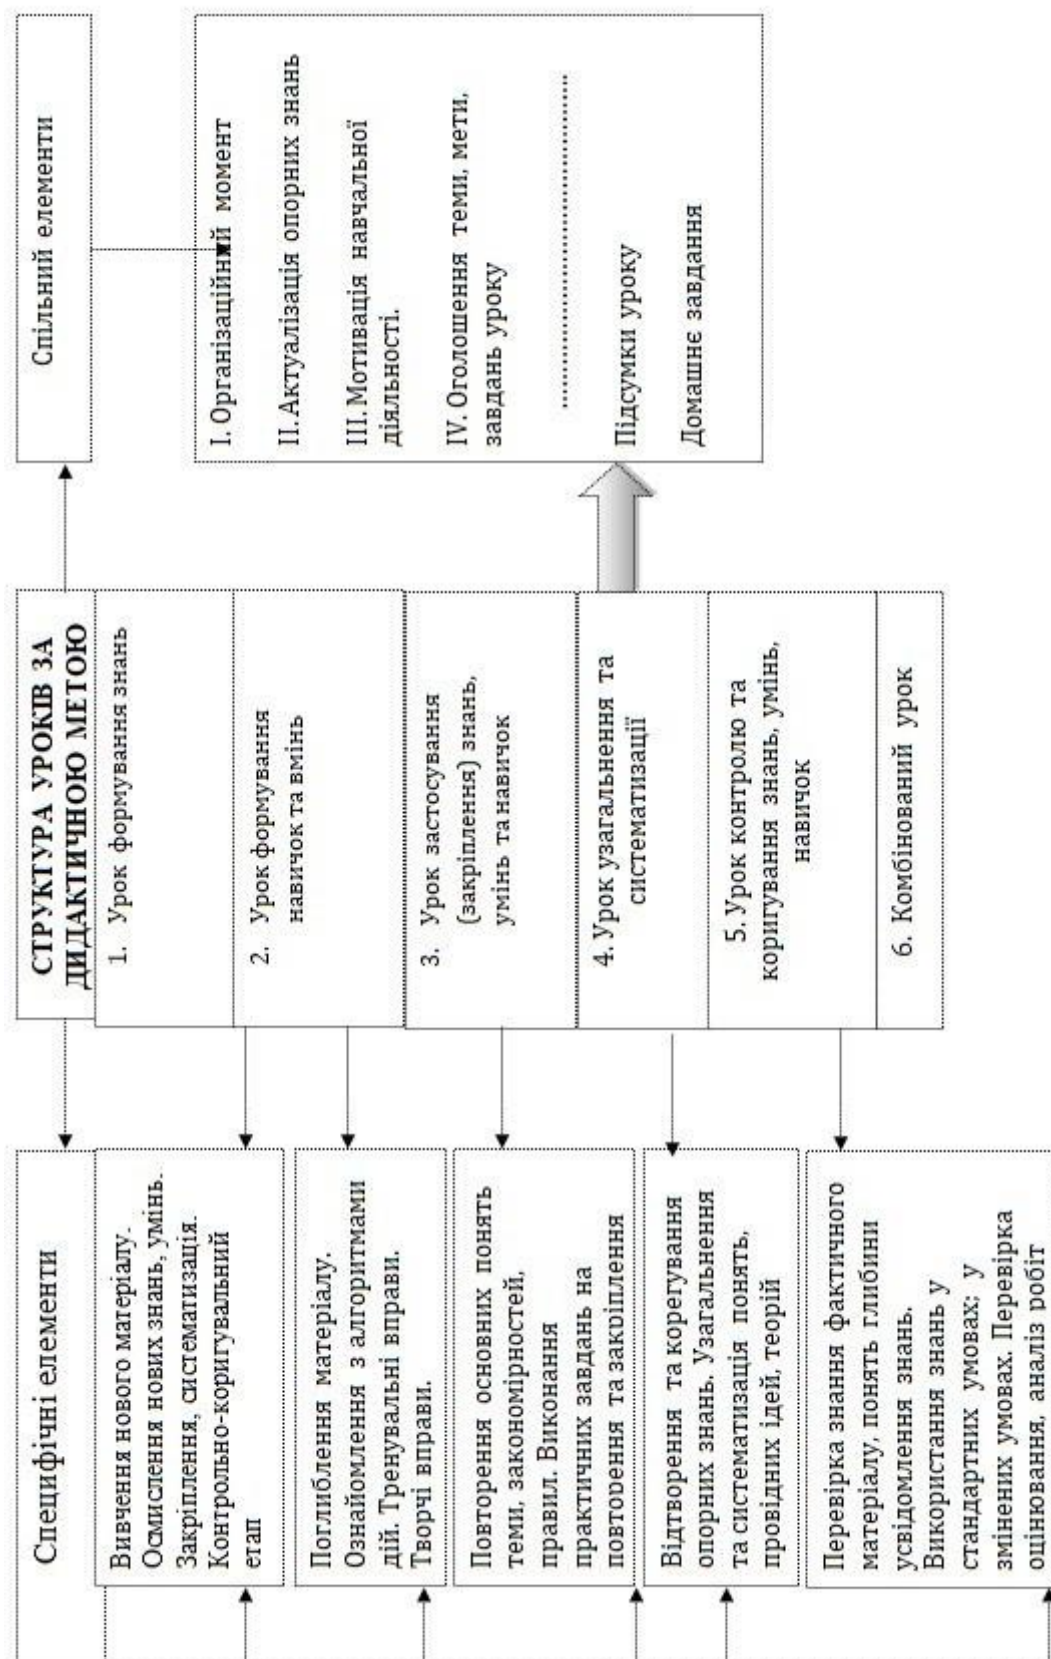 Специфічні елементи
Вивчення нового матеріалу.
Осмислення нових знань, умінь.
Закріплення, систематизація.
Контрольно-коригувальний
етап
Поглиблення матеріалу.
Ознайомлення з алгоритмами
дій. Тренувальні вправи.
Творчі вправи.
Повторення основних понять
теми, закономірностей,
правил. Виконання
практичних завдань на
повторення та закріплення
Відтворення та корегування
опорних знань. Узагальнення
та систематизація понять,
провідних ідей, теорій
Перевірка знання фактичного
матеріалу, понять глибини
усвідомлення знань.
Використання знань у
стандартних умовах; у
змінених умовах. Перевірка
оцінювання, аналіз робіт
СТРУКТУРА УРОКІВ ЗА
ДИДАКТИЧНОЮ МЕТОЮ
1. Урок формування знань
2. Урок формування
навичок та вмінь
3. Урок застосування
(закріплення) знань,
умінь та навичок
4. Урок узагальнення та
систематизації
5. Урок контролю та
коригування знань, умінь,
навичок
6. Комбінований урок
Спільний елементи
I. Організаційний момент
II. Актуалізація опорних знань
III. Мотивація навчальної
діяльності.
IV. Оголошення теми, мети,
завдань уроку
Підсумки уроку
Домашнє завдання